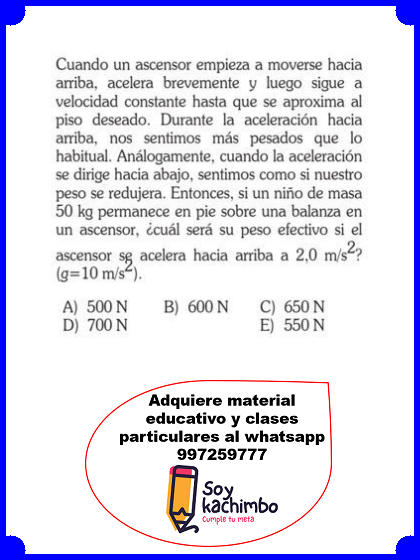 Cuando un ascensor empieza a moverse hacia
arriba, acelera brevemente y luego sigue a
velocidad constante hasta que se aproxima al
piso deseado. Durante la aceleración hacia
arriba, nos sentimos más pesados que lo
habitual. Análogamente, cuando la aceleración
se dirige hacia abajo, sentimos como si nuestro
peso se redujera. Entonces, si un niño de masa
50 kg permanece en pie sobre una balanza en
un ascensor, ¿cuál será su peso efectivo si el
ascensor se acelera hacia arriba a 2,0 m/s²?
(g=10 m/s²).
A) 500 N B) 600 N C) 650 N
D) 700 N E) 550 N
Adquiere material
educativo y clases
particulares al whatsapp
997259777
Soy
kachimbo
Cumple tu meta